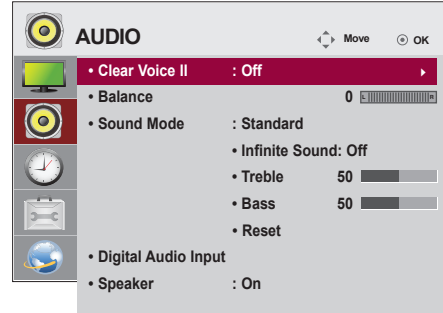 AUDIO Move OK
• Clear Voice II : Off
• Balance 0 L R
• Sound Mode : Standard
• Infinite Sound: Off
• Treble 50
• Bass 50
• Reset
• Digital Audio Input
• Speaker : On